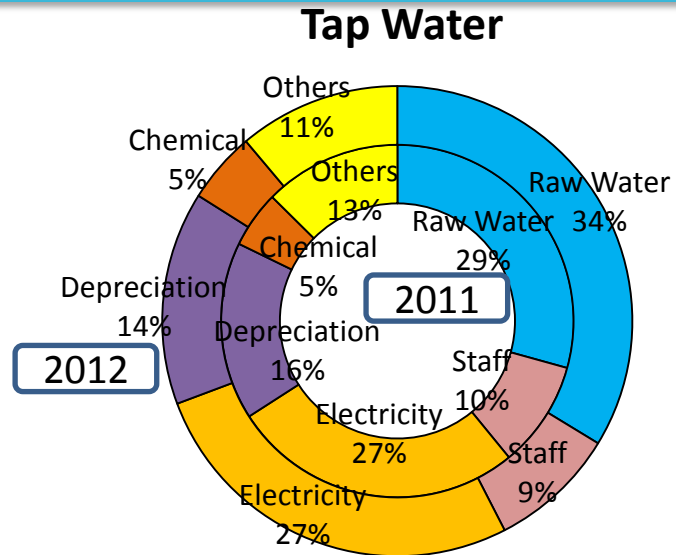 Tap Water
Others
11%
Chemical
5%
Others
13%
Raw Water
34%
Raw Water
29%
Chemical
5%
Depreciation
14%
2011
Depreciation
16%
2012
Staff
10%
Electricity
27%
Staff
9%
Electricity
27%